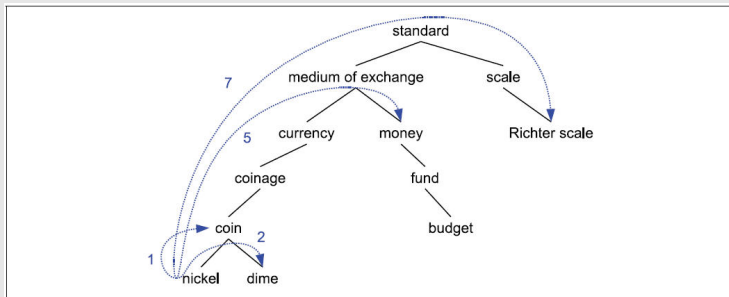 standard
7
medium of exchange scale
5 currency money Richter scale
coinage fund
coin 2 budget
1
nickel dime